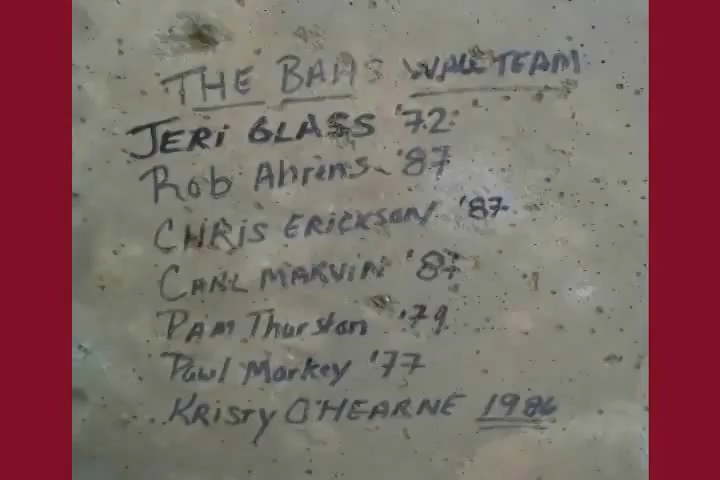 THE BAHS WALL TEAM
JERi GLASS '72
Rob Ahrens '87
CHRIS ERICKSON '87
CARL MARVIN '87
PAM Thurston '79
Paul Markey '77
KRISTY O'HEARNE 1986